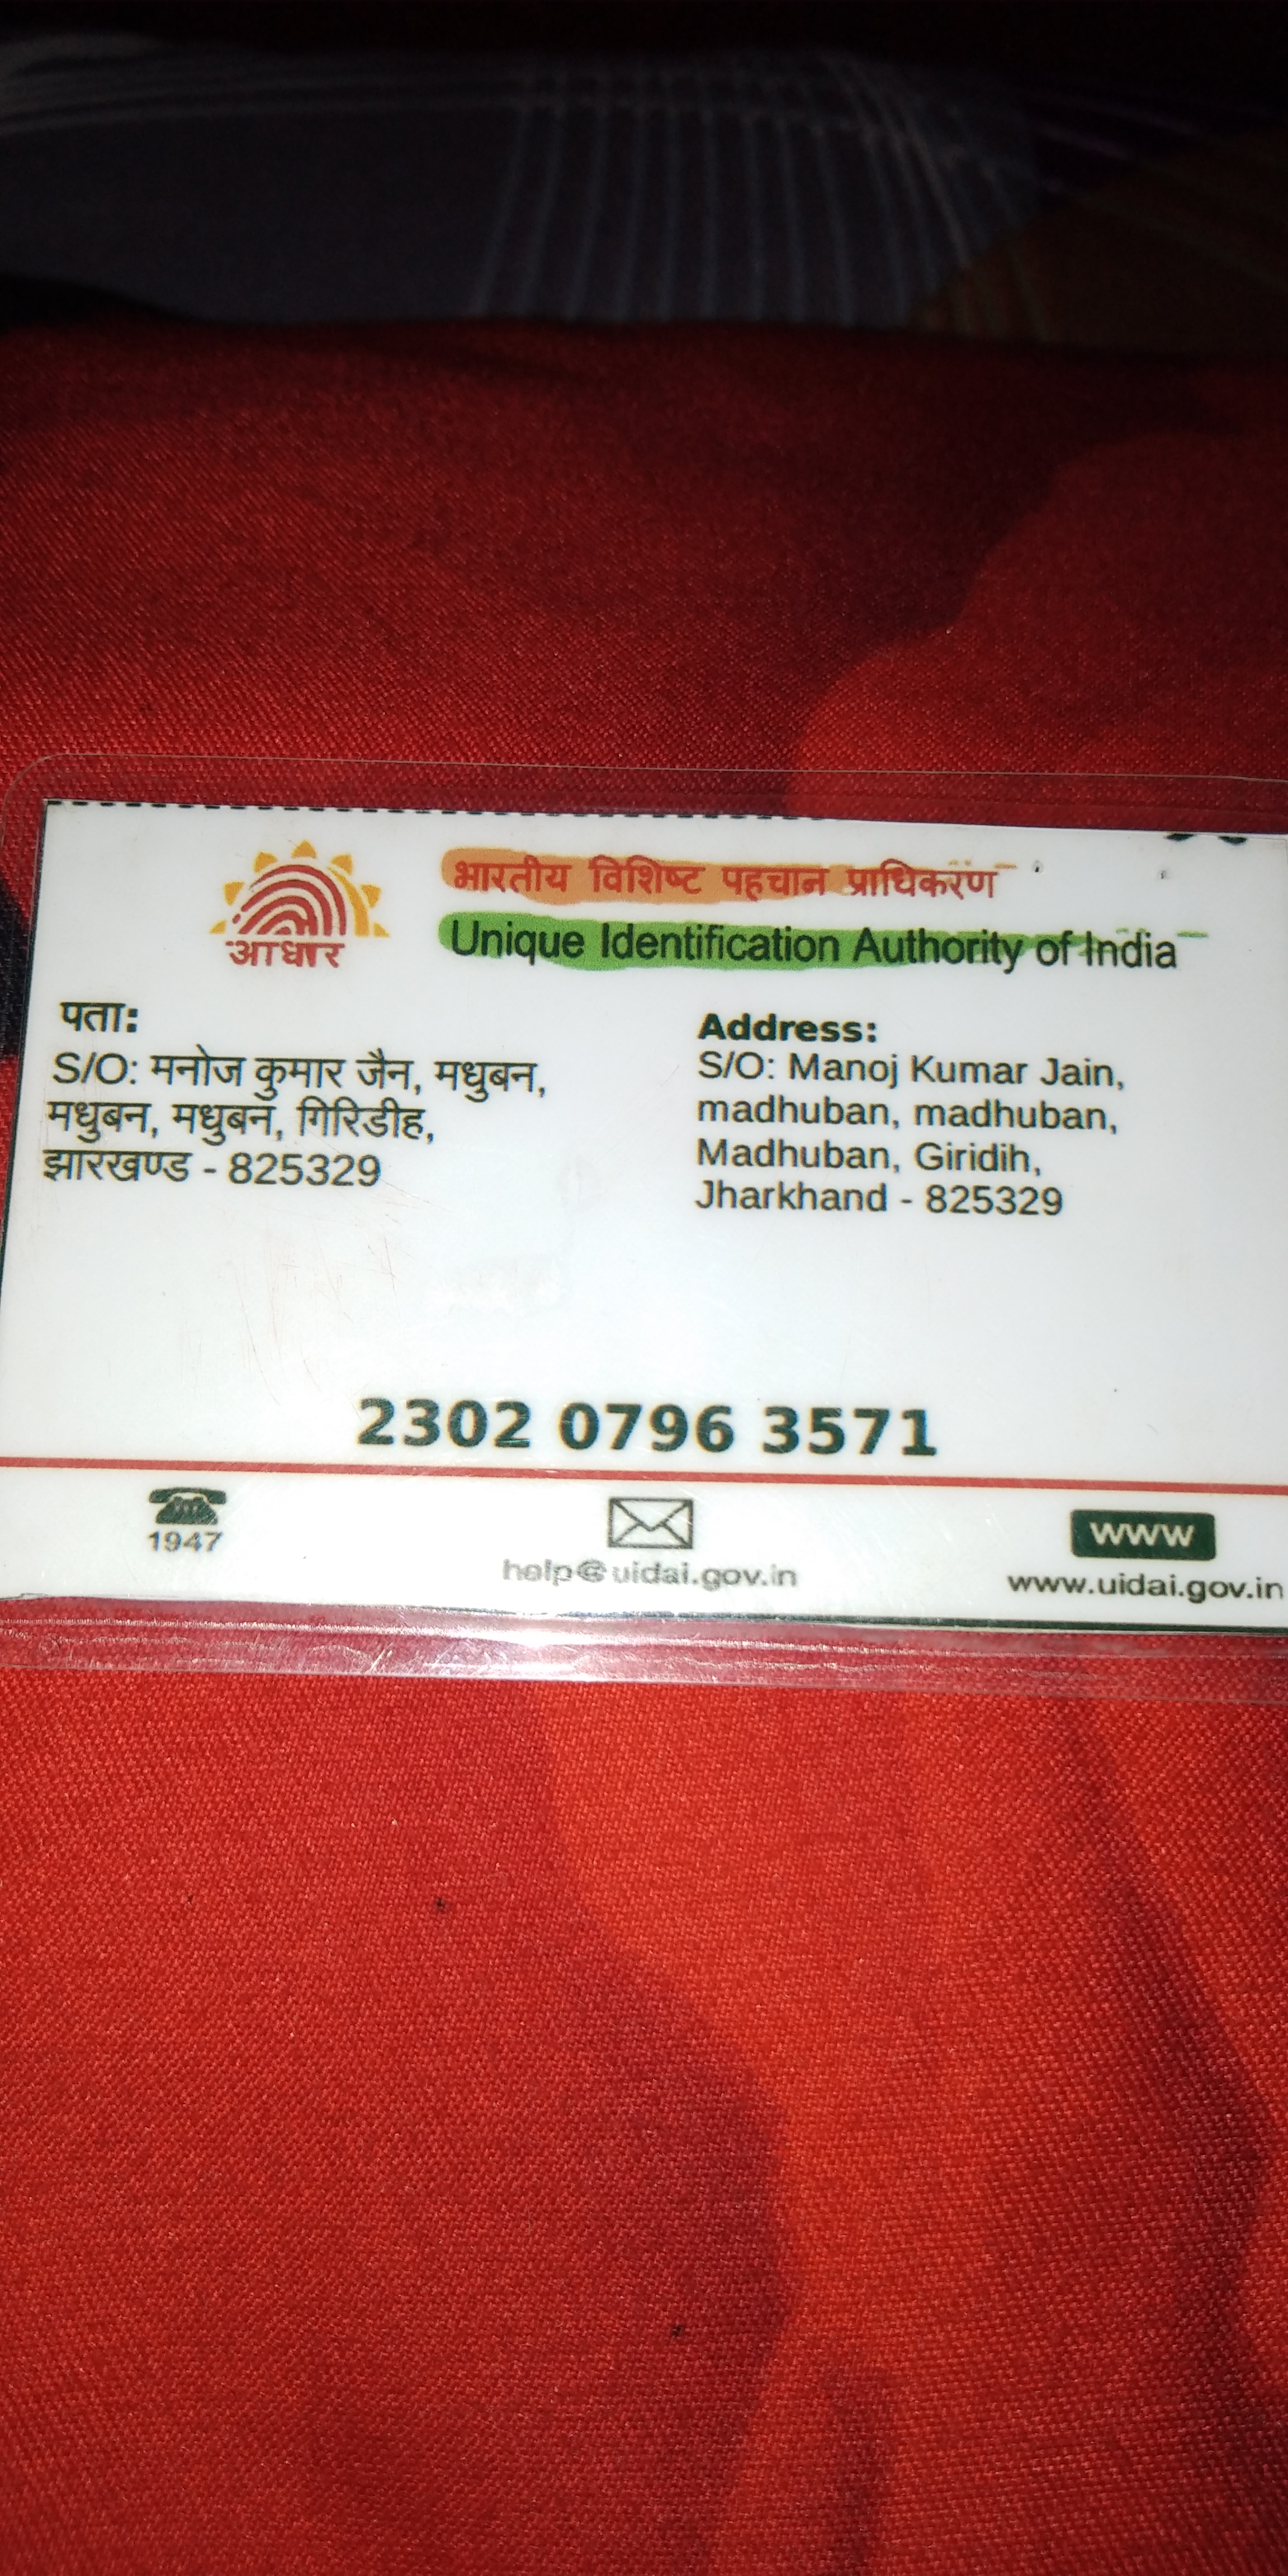 आधार
भारतीय विशिष्ट पहचान प्राधिकरण
Unique Identification Authority of India
पता:
S/O: मनोज कुमार जैन, मधुबन,
मधुबन, मधुबन, गिरिडीह,
झारखण्ड - 825329
Address:
S/O: Manoj Kumar Jain,
madhuban, madhuban,
Madhuban, Giridih,
Jharkhand - 825329
2302 0796 3571
1947
help@uidai.gov.in
www
www.uidai.gov.in